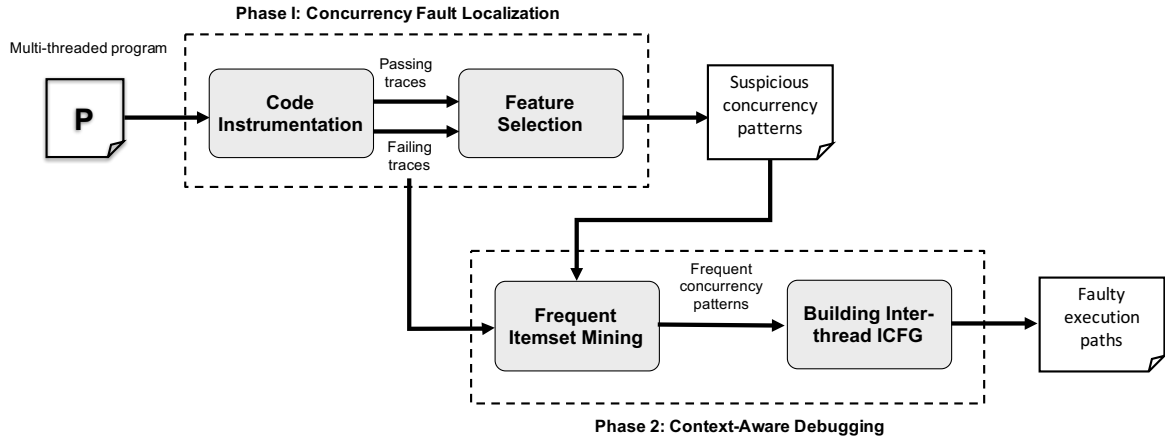 Phase I: Concurrency Fault Localization
Multi-threaded program
P
Code
Instrumentation
Passing
traces
Failing
traces
Feature
Selection
Suspicious
concurrency
patterns
Frequent
Itemset Mining
Frequent
concurrency
patterns
Building Inter-
thread ICFG
Faulty
execution
paths
Phase 2: Context-Aware Debugging